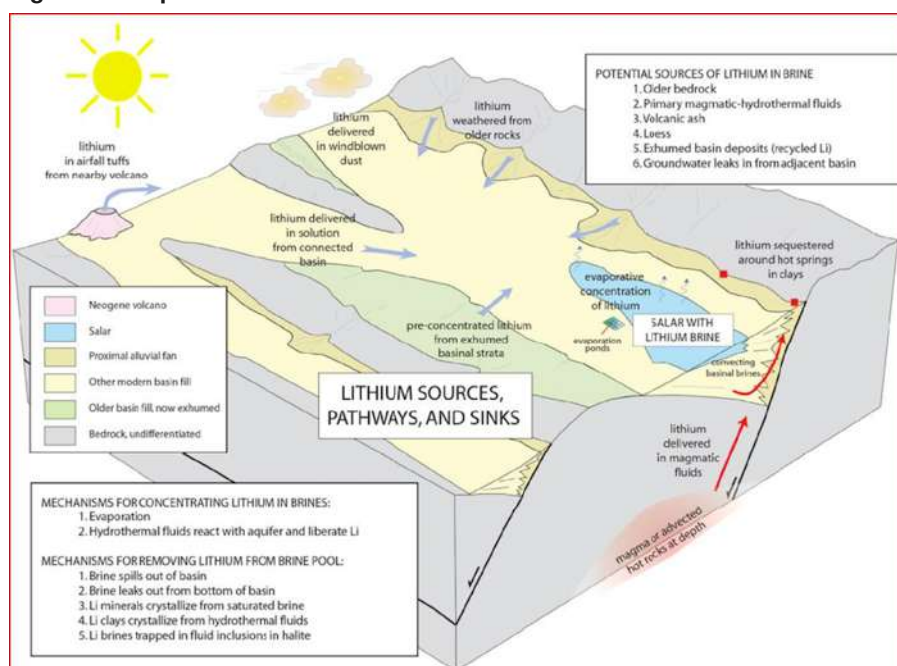 lithium
in airfall tuffs
from nearby volcano
lithium
delivered
in windblown
dust
lithium
weathered from
older rocks
POTENTIAL SOURCES OF LITHIUM IN BRINE
1. Older bedrock
2. Primary magmatic-hydrothermal fluids
3. Volcanic ash
4. Loess
5. Exhumed basin deposits (recycled Li)
6. Groundwater leaks in from adjacent basin
lithium delivered
in solution
from connected
basin
lithium sequestered
around hot springs
in clays
evaporative
concentration
of lithium
SALAR WITH
LITHIUM BRINE
evaporation
ponds
pre-concentrated lithium
from exhumed
basinal strata
convecting
basinal brines
Neogene volcano
Salar
Proximal alluvial fan
Other modern basin fill
Older basin fill, now exhumed
Bedrock, undifferentiated
LITHIUM SOURCES,
PATHWAYS, AND SINKS
lithium
delivered
in magmatic
fluids
magma or advected
hot rocks at depth
MECHANISMS FOR CONCENTRATING LITHIUM IN BRINES:
1. Evaporation
2. Hydrothermal fluids react with aquifer and liberate Li
MECHANISMS FOR REMOVING LITHIUM FROM BRINE POOL:
1. Brine spills out of basin
2. Brine leaks out from bottom of basin
3. Li minerals crystallize from saturated brine
4. Li clays crystallize from hydrothermal fluids
5. Li brines trapped in fluid inclusions in halite